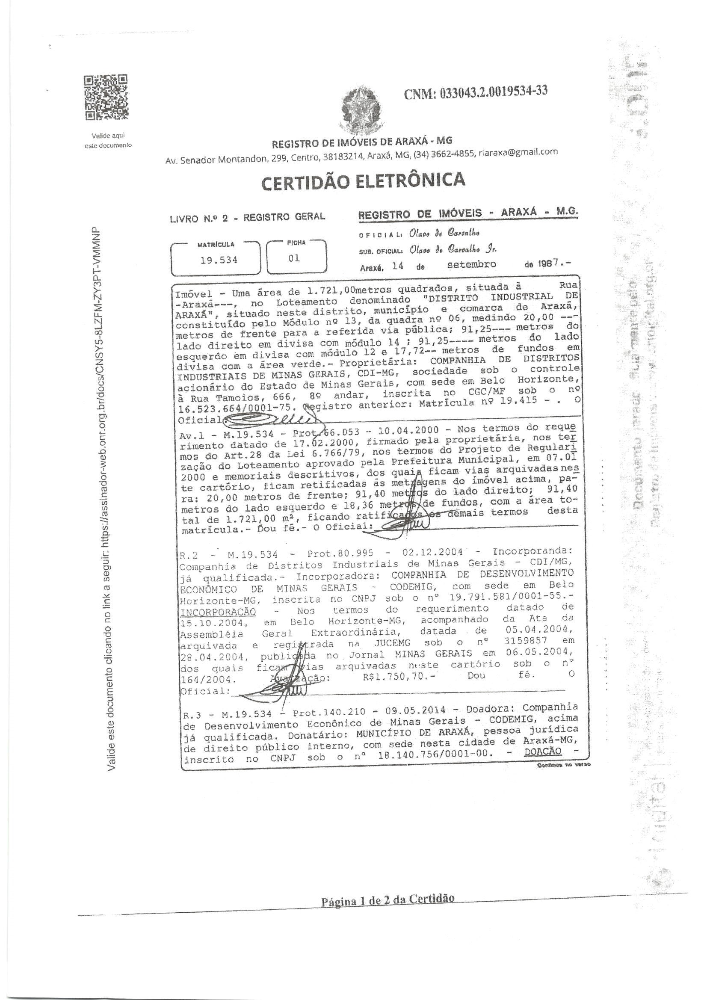 CNM: 033043.2.0019534-33
Valide aqui
este documento
REGISTRO DE IMÓVEIS DE ARAXÁ - MG
Av. Senador Montandon, 299, Centro, 38183214, Araxá, MG, (34) 3662-4855, riaraxa@gmail.com
CERTIDÃO ELETRÔNICA
LIVRO N.º 2 - REGISTRO GERAL
REGISTRO DE IMÓVEIS - ARAXÁ - M.G.
OFICIAL: Olavo de Carvalho
SUB. OFICIAL: Olavo de Carvalho Jr.
MATRÍCULA
19.534
FICHA
01
Araxá, 14 de setembro de 1987.-
Imóvel - Uma área de 1.721,00metros quadrados, situada à Rua
-Araxá---, no Loteamento denominado "DISTRITO INDUSTRIAL DE
ARAXÁ", situado neste distrito, município e comarca de Araxá,
constituído pelo Módulo nº 13, da quadra nº 06, medindo 20,00 ---
metros de frente para a referida via pública; 91,25--- metros do
lado direito em divisa com módulo 14 ; 91,25---- metros do lado
esquerdo em divisa com módulo 12 e 17,72-- metros de fundos em
divisa com a área verde.- Proprietária: COMPANHIA DE DISTRITOS
INDUSTRIAIS DE MINAS GERAIS, CDI-MG, sociedade sob o controle
acionário do Estado de Minas Gerais, com sede em Belo Horizonte,
à Rua Tamoios, 666, 8º andar, inscrita no CGC/MF sob o nº
16.523.664/0001-75. Registro anterior: Matrícula nº 19.415 - . O
Oficial:
Av.1 - M.19.534 - Prot.66.053 - 10.04.2000 - Nos termos do reque
rimento datado de 17.02.2000, firmado pela proprietária, nos ter
mos do Art.28 da Lei 6.766/79, nos termos do Projeto de Regulari
zação do Loteamento aprovado pela Prefeitura Municipal, em 07.01
2000 e memoriais descritivos, dos quais ficam vias arquivadas nes
te cartório, ficam retificadas as metragens do imóvel acima, pa-
ra: 20,00 metros de frente; 91,40 metros do lado direito; 91,40
metros do lado esquerdo e 18,36 metros de fundos, com a área to-
tal de 1.721,00 m², ficando ratificados os demais termos desta
matrícula.- Dou fé.- O Oficial:
R.2 - M.19.534 - Prot.80.995 - 02.12.2004 - Incorporanda:
Companhia de Distritos Industriais de Minas Gerais - CDI/MG,
já qualificada.- Incorporadora: COMPANHIA DE DESENVOLVIMENTO
ECONÔMICO DE MINAS GERAIS - CODEMIG, com sede em Belo
Horizonte-MG, inscrita no CNPJ sob o n° 19.791.581/0001-55.-
INCORPORAÇÃO - Nos termos do requerimento datado de
15.10.2004, em Belo Horizonte-MG, acompanhado da Ata da
Assembléia Geral Extraordinária, datada de 05.04.2004,
arquivada e registrada na JUCEMG sob o n° 3159857 em
28.04.2004, publicada no Jornal MINAS GERAIS em 06.05.2004,
dos quais ficam vias arquivadas neste cartório sob o n°
164/2004. Avaliação: R$1.750,70.- Dou fé. O
Oficial:
R.3 - M.19.534 - Prot.140.210 - 09.05.2014 - Doadora: Companhia
de Desenvolvimento Econônico de Minas Gerais - CODEMIG, acima
já qualificada. Donatário: MUNICÍPIO DE ARAXÁ, pessoa jurídica
de direito público interno, com sede nesta cidade de Araxá-MG,
inscrito no CNPJ sob o n° 18.140.756/0001-00. - DOAÇÃO -
Continua no verso
Página 1 de 2 da Certidão
Valide este documento clicando no link a seguir: https://assinador-web.onr.org.br/docs/CNSY5-8LZFM-ZY3PT-VMMNP